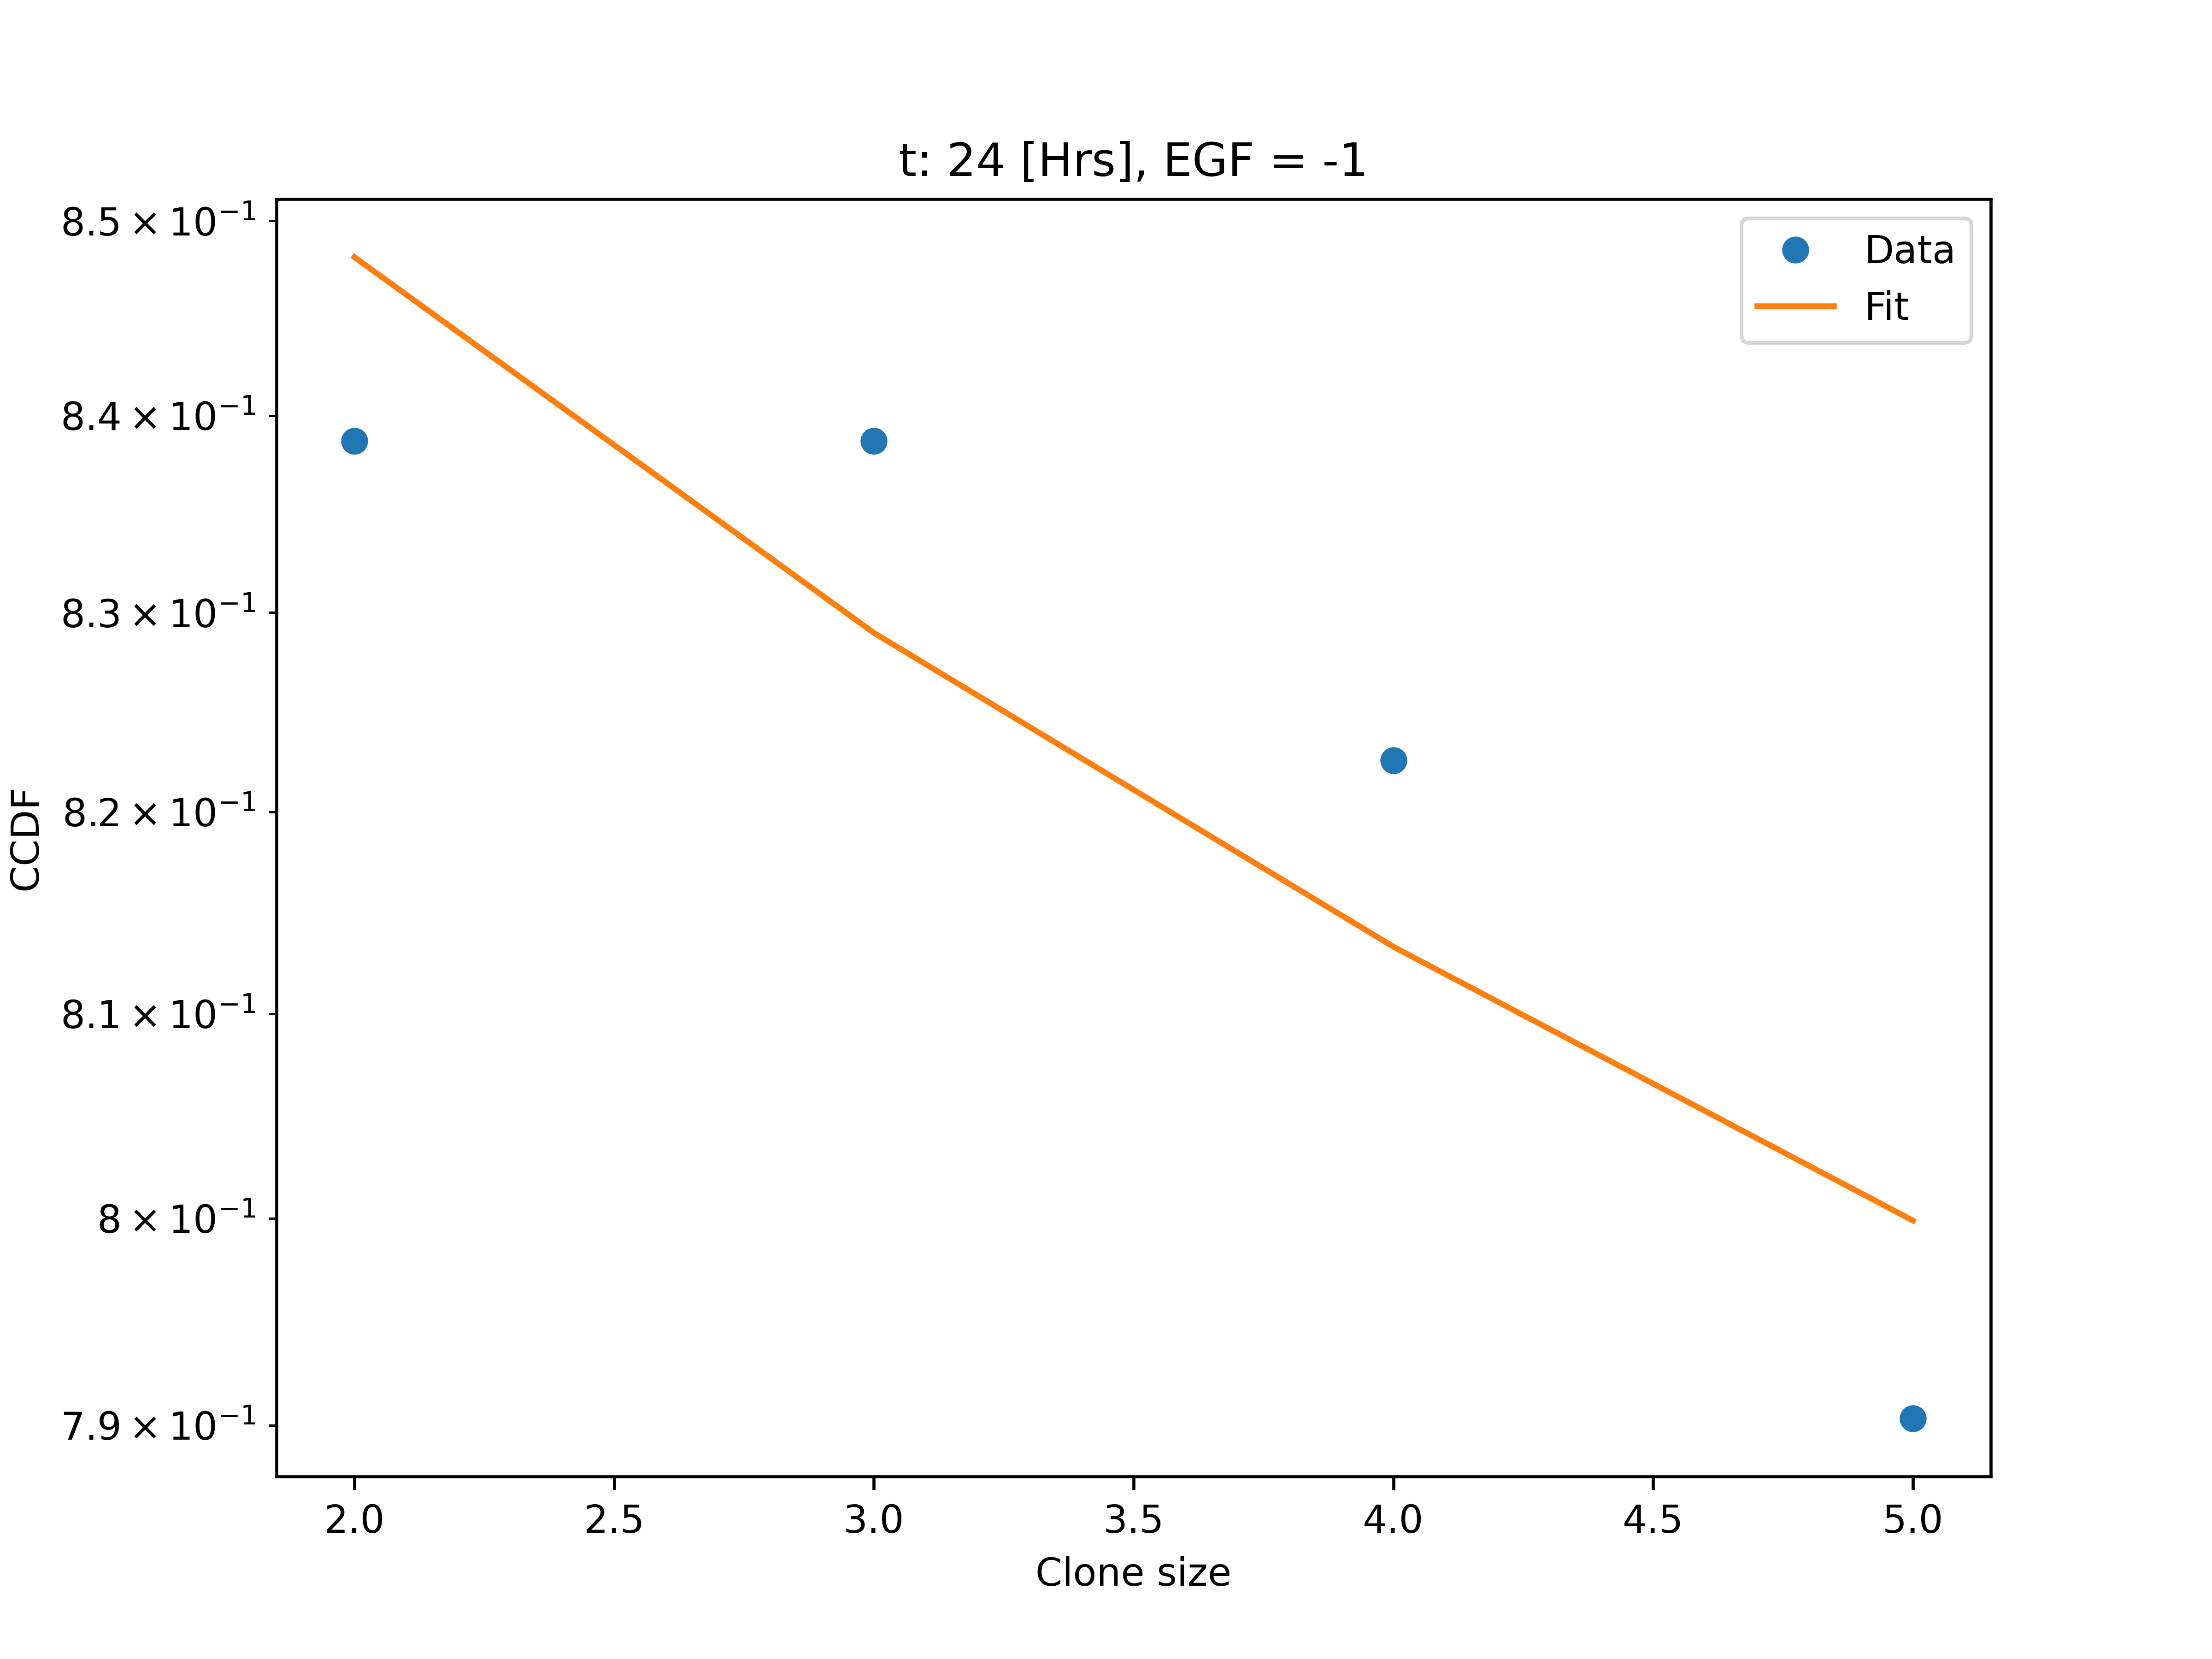 t: 24 [Hrs], EGF = -1
8.5 × 10⁻¹
8.4 × 10⁻¹
8.3 × 10⁻¹
8.2 × 10⁻¹
8.1 × 10⁻¹
8 × 10⁻¹
7.9 × 10⁻¹
CCDF
Data
Fit
2.0 2.5 3.0 3.5 4.0 4.5 5.0
Clone size